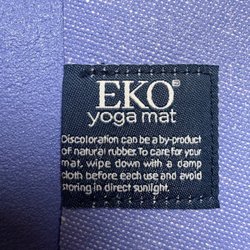 EKO®
yoga mat
Discoloration can be a by-product
of natural rubber. To care for your
mat, wipe down with a damp
cloth before each use and avoid
storing in direct sunlight.